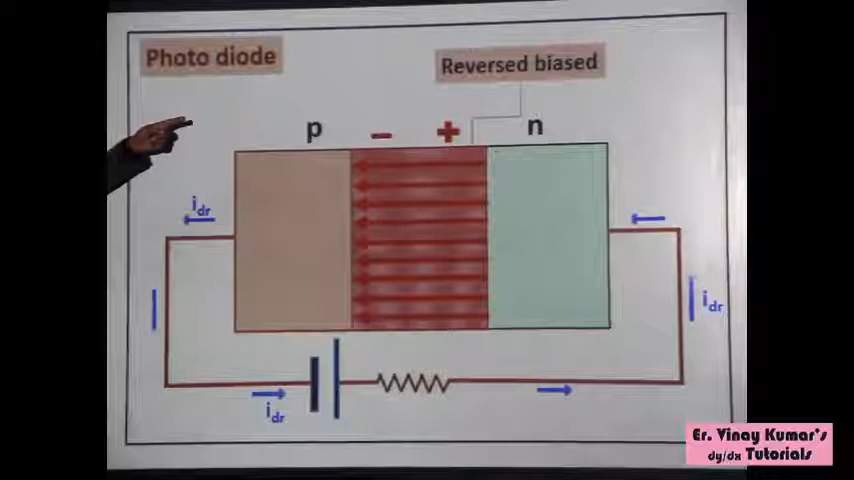 Photo diode
Reversed biased
p
−
+
n
i_dr
i_dr
i_dr
Er. Vinay Kumar's
dy/dx Tutorials